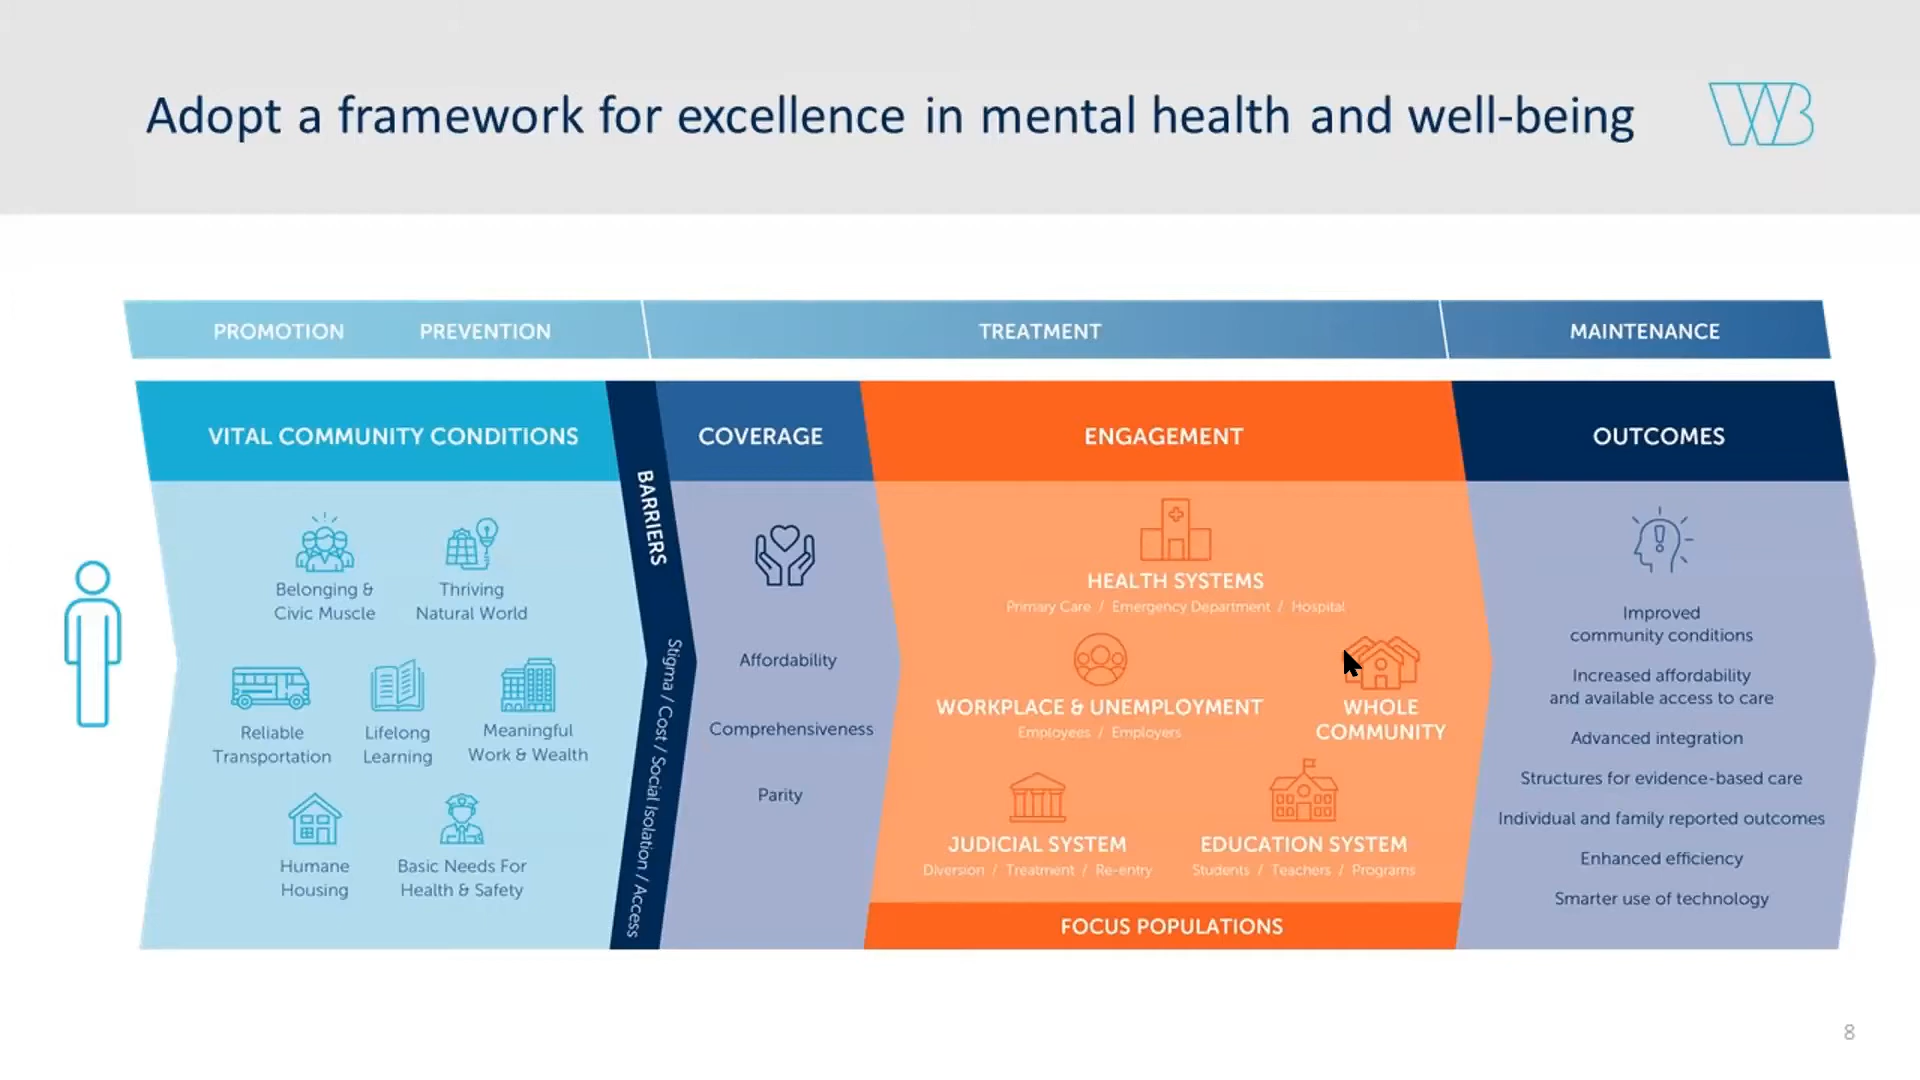 Adopt a framework for excellence in mental health and well-being
WB
PROMOTION PREVENTION TREATMENT MAINTENANCE
VITAL COMMUNITY CONDITIONS
Belonging &
Civic Muscle
Thriving
Natural World
Reliable
Transportation
Lifelong
Learning
Meaningful
Work & Wealth
Humane
Housing
Basic Needs For
Health & Safety
BARRIERS
Stigma / Cost / Social Isolation / Access
COVERAGE
Affordability
Comprehensiveness
Parity
ENGAGEMENT
HEALTH SYSTEMS
Primary Care / Emergency Department / Hospital
WORKPLACE & UNEMPLOYMENT
Employees / Employers
WHOLE
COMMUNITY
JUDICIAL SYSTEM
Diversion / Treatment / Re-entry
EDUCATION SYSTEM
Students / Teachers / Programs
FOCUS POPULATIONS
OUTCOMES
Improved
community conditions
Increased affordability
and available access to care
Advanced integration
Structures for evidence-based care
Individual and family reported outcomes
Enhanced efficiency
Smarter use of technology
8